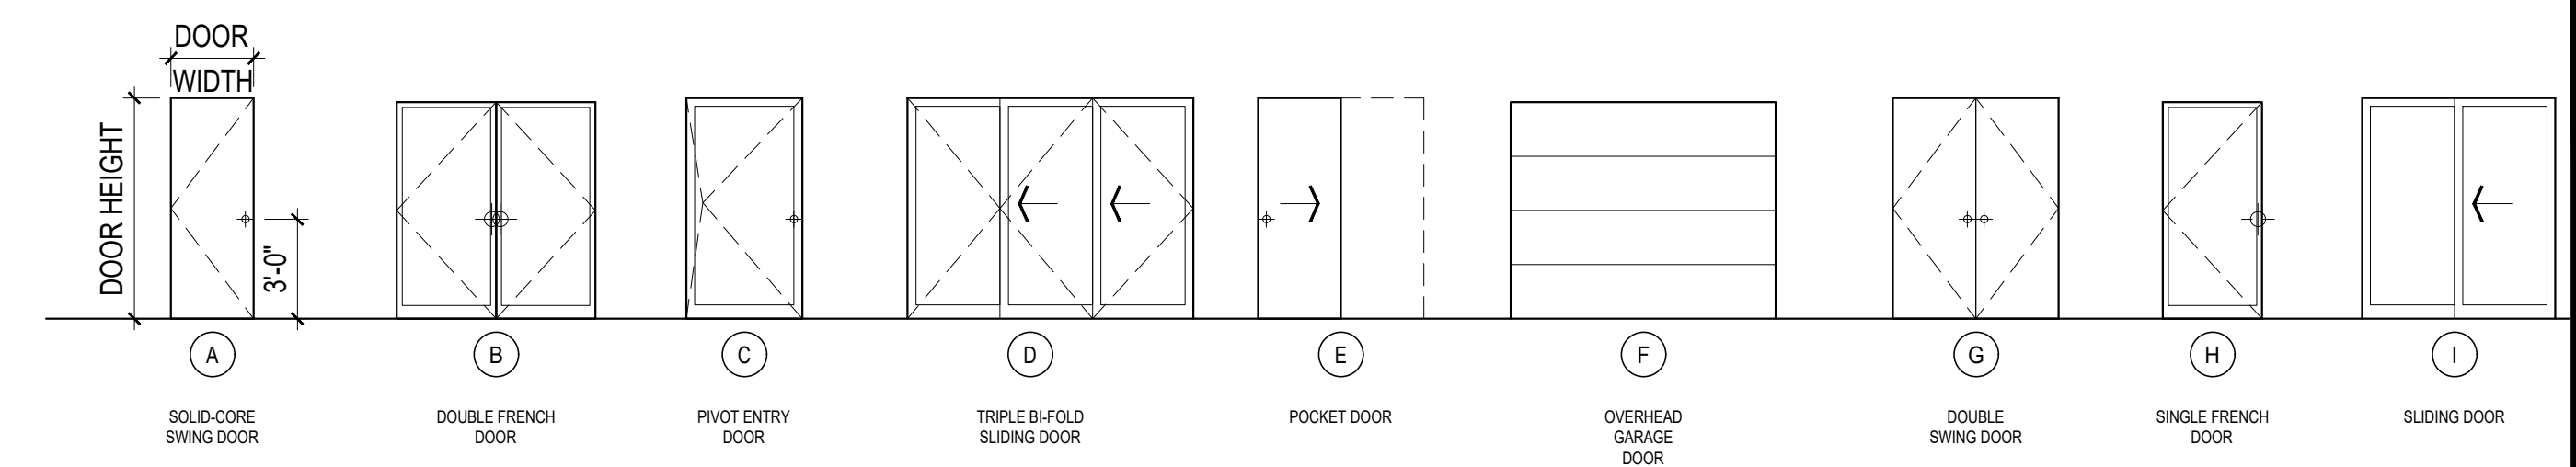 DOOR
WIDTH
DOOR HEIGHT
3'-0"
A
B
C
D
E
F
G
H
I
SOLID-CORE
SWING DOOR
DOUBLE FRENCH
DOOR
PIVOT ENTRY
DOOR
TRIPLE BI-FOLD
SLIDING DOOR
POCKET DOOR
OVERHEAD
GARAGE
DOOR
DOUBLE
SWING DOOR
SINGLE FRENCH
DOOR
SLIDING DOOR